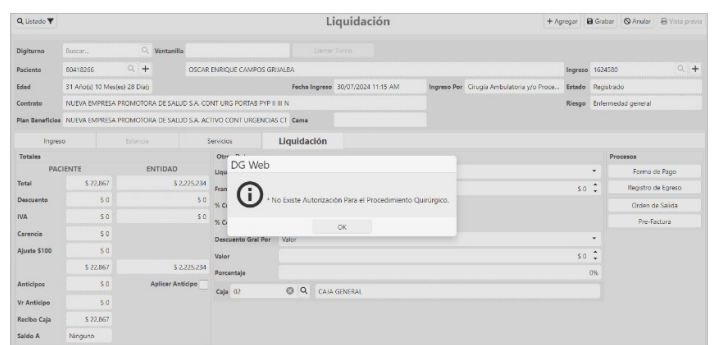 Listado
Liquidación
+ Agregar Grabar Anular Vista previa
Digiturno Buscar... Ventanilla Llamar Turno
Paciente 80418266 + OSCAR ENRIQUE CAMPOS GRIJALBA Ingreso 1624580 +
Edad 31 Año(s) 10 Mes(es) 28 Día(s) Fecha Ingreso 30/07/2024 11:15 AM Ingreso Por Cirugía Ambulatoria y/o Proce... Estado Registrado
Contrato NUEVA EMPRESA PROMOTORA DE SALUD S.A. CONT URG PORTAB PYP II III N Riesgo Enfermedad general
Plan Beneficios NUEVA EMPRESA PROMOTORA DE SALUD S.A. ACTIVO CONT URGENCIAS CT Cama
Ingreso Estancia Servicios Liquidación
Totales
PACIENTE ENTIDAD
Total $ 22,867 $ 2,225,234
Descuento $ 0 $ 0
IVA $ 0 $ 0
Carencia $ 0
Ajuste $100 $ 0
$ 22,867 $ 2,225,234
Anticipos $ 0 Aplicar Anticipo
Vr Anticipo $ 0
Recibo Caja $ 22,867
Saldo A Ninguno
DG Web
* No Existe Autorización Para el Procedimiento Quirúrgico.
OK
$ 0
Descuento Gral Por Valor
Valor $ 0
Porcentaje 0%
Caja 02 CAJA GENERAL
Procesos
Forma de Pago
Registro de Egreso
Orden de Salida
Pre-Factura